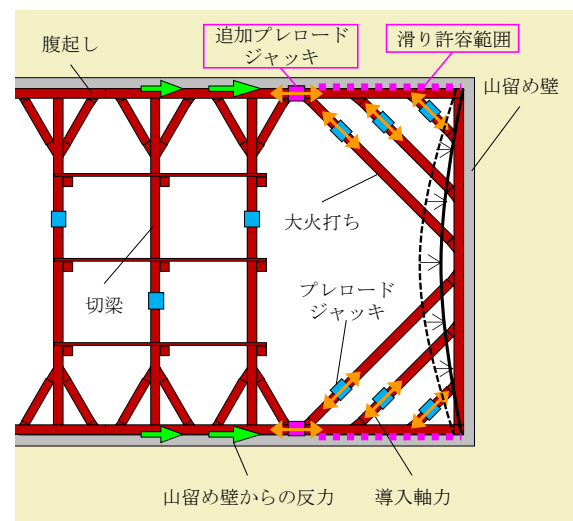 腹起し
追加プレロード
ジャッキ
滑り許容範囲
山留め壁
大火打ち
切梁
プレロード
ジャッキ
山留め壁からの反力
導入軸力